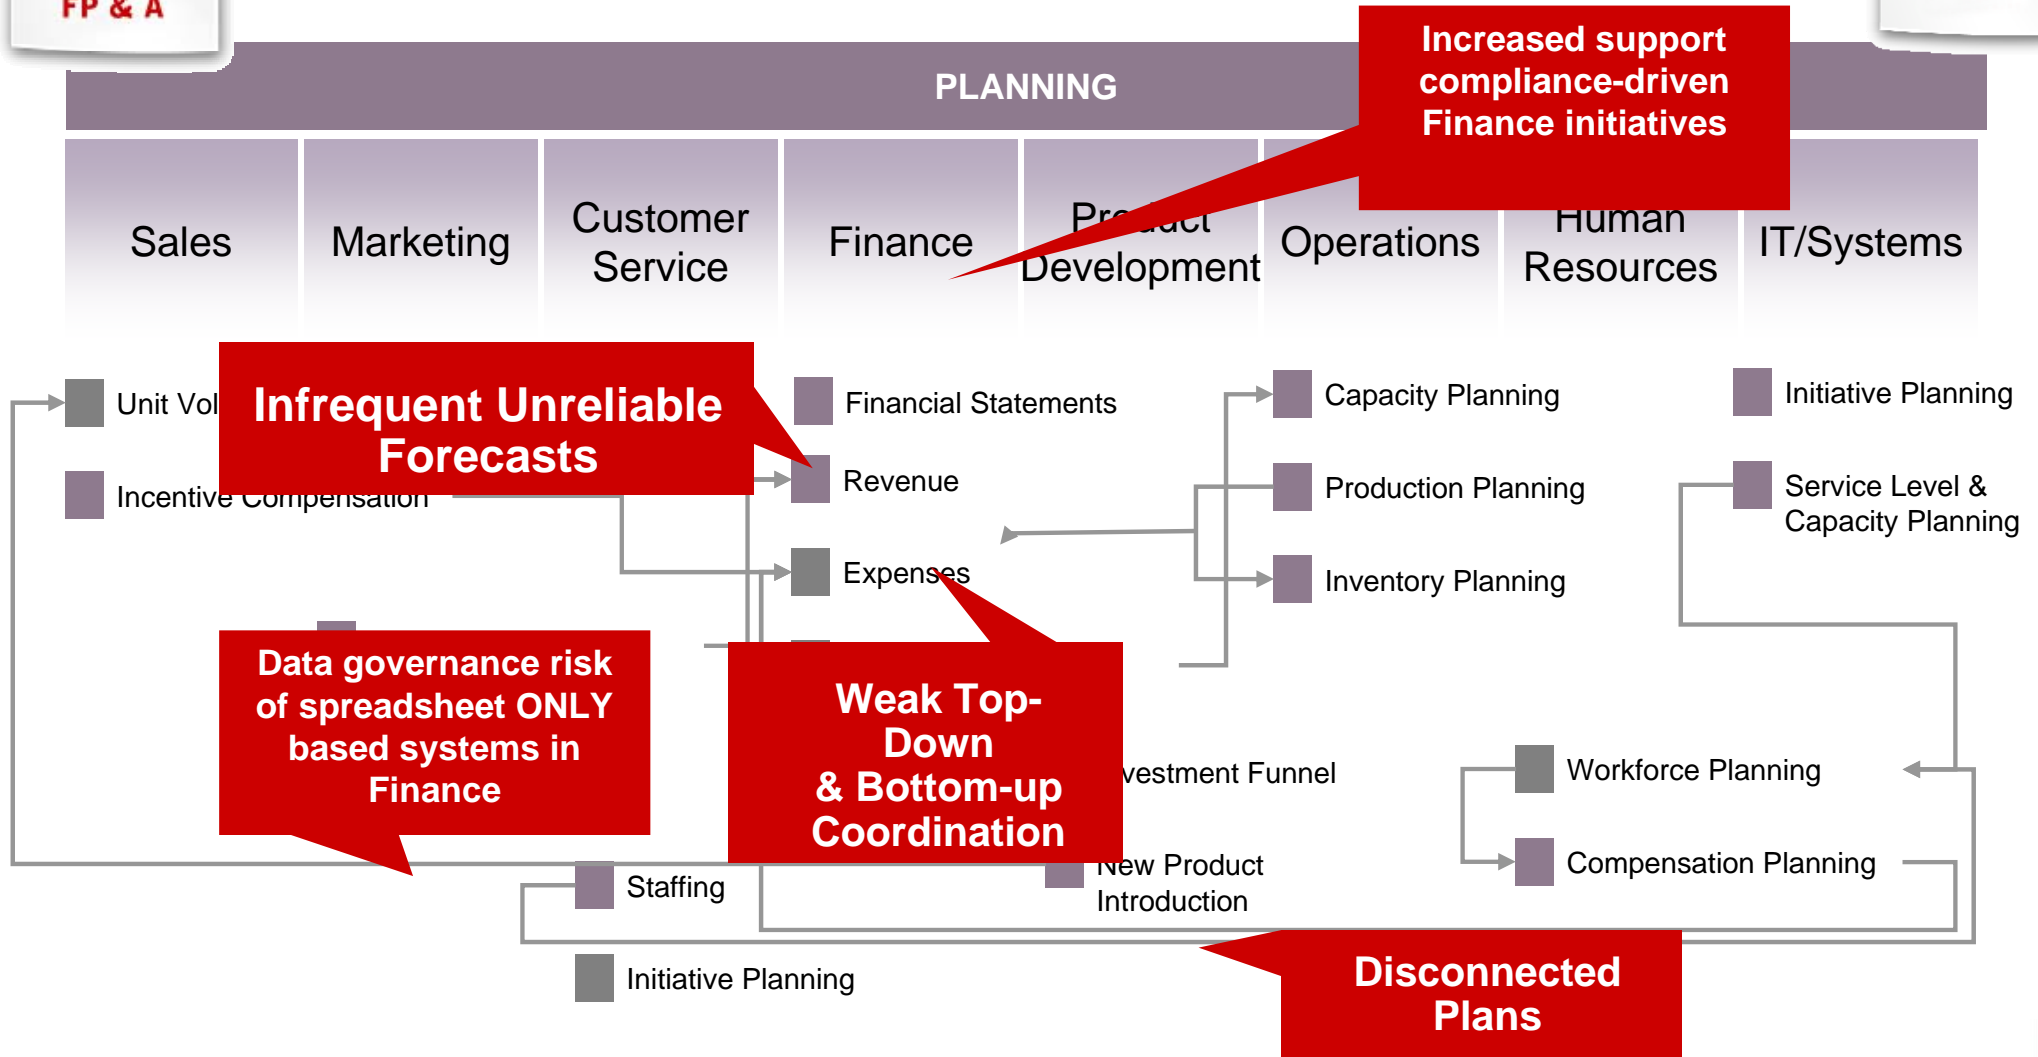 FP & A
PLANNING
Increased support
compliance-driven
Finance initiatives
Sales
Marketing
Customer
Service
Finance
Product
Development
Operations
Human
Resources
IT/Systems
Unit Vol
Incentive Compensation
Infrequent Unreliable
Forecasts
Financial Statements
Revenue
Expenses
Capacity Planning
Production Planning
Inventory Planning
Initiative Planning
Service Level &
Capacity Planning
Data governance risk
of spreadsheet ONLY
based systems in
Finance
Weak Top-
Down
& Bottom-up
Coordination
vestment Funnel
New Product
Introduction
Workforce Planning
Compensation Planning
Staffing
Initiative Planning
Disconnected
Plans